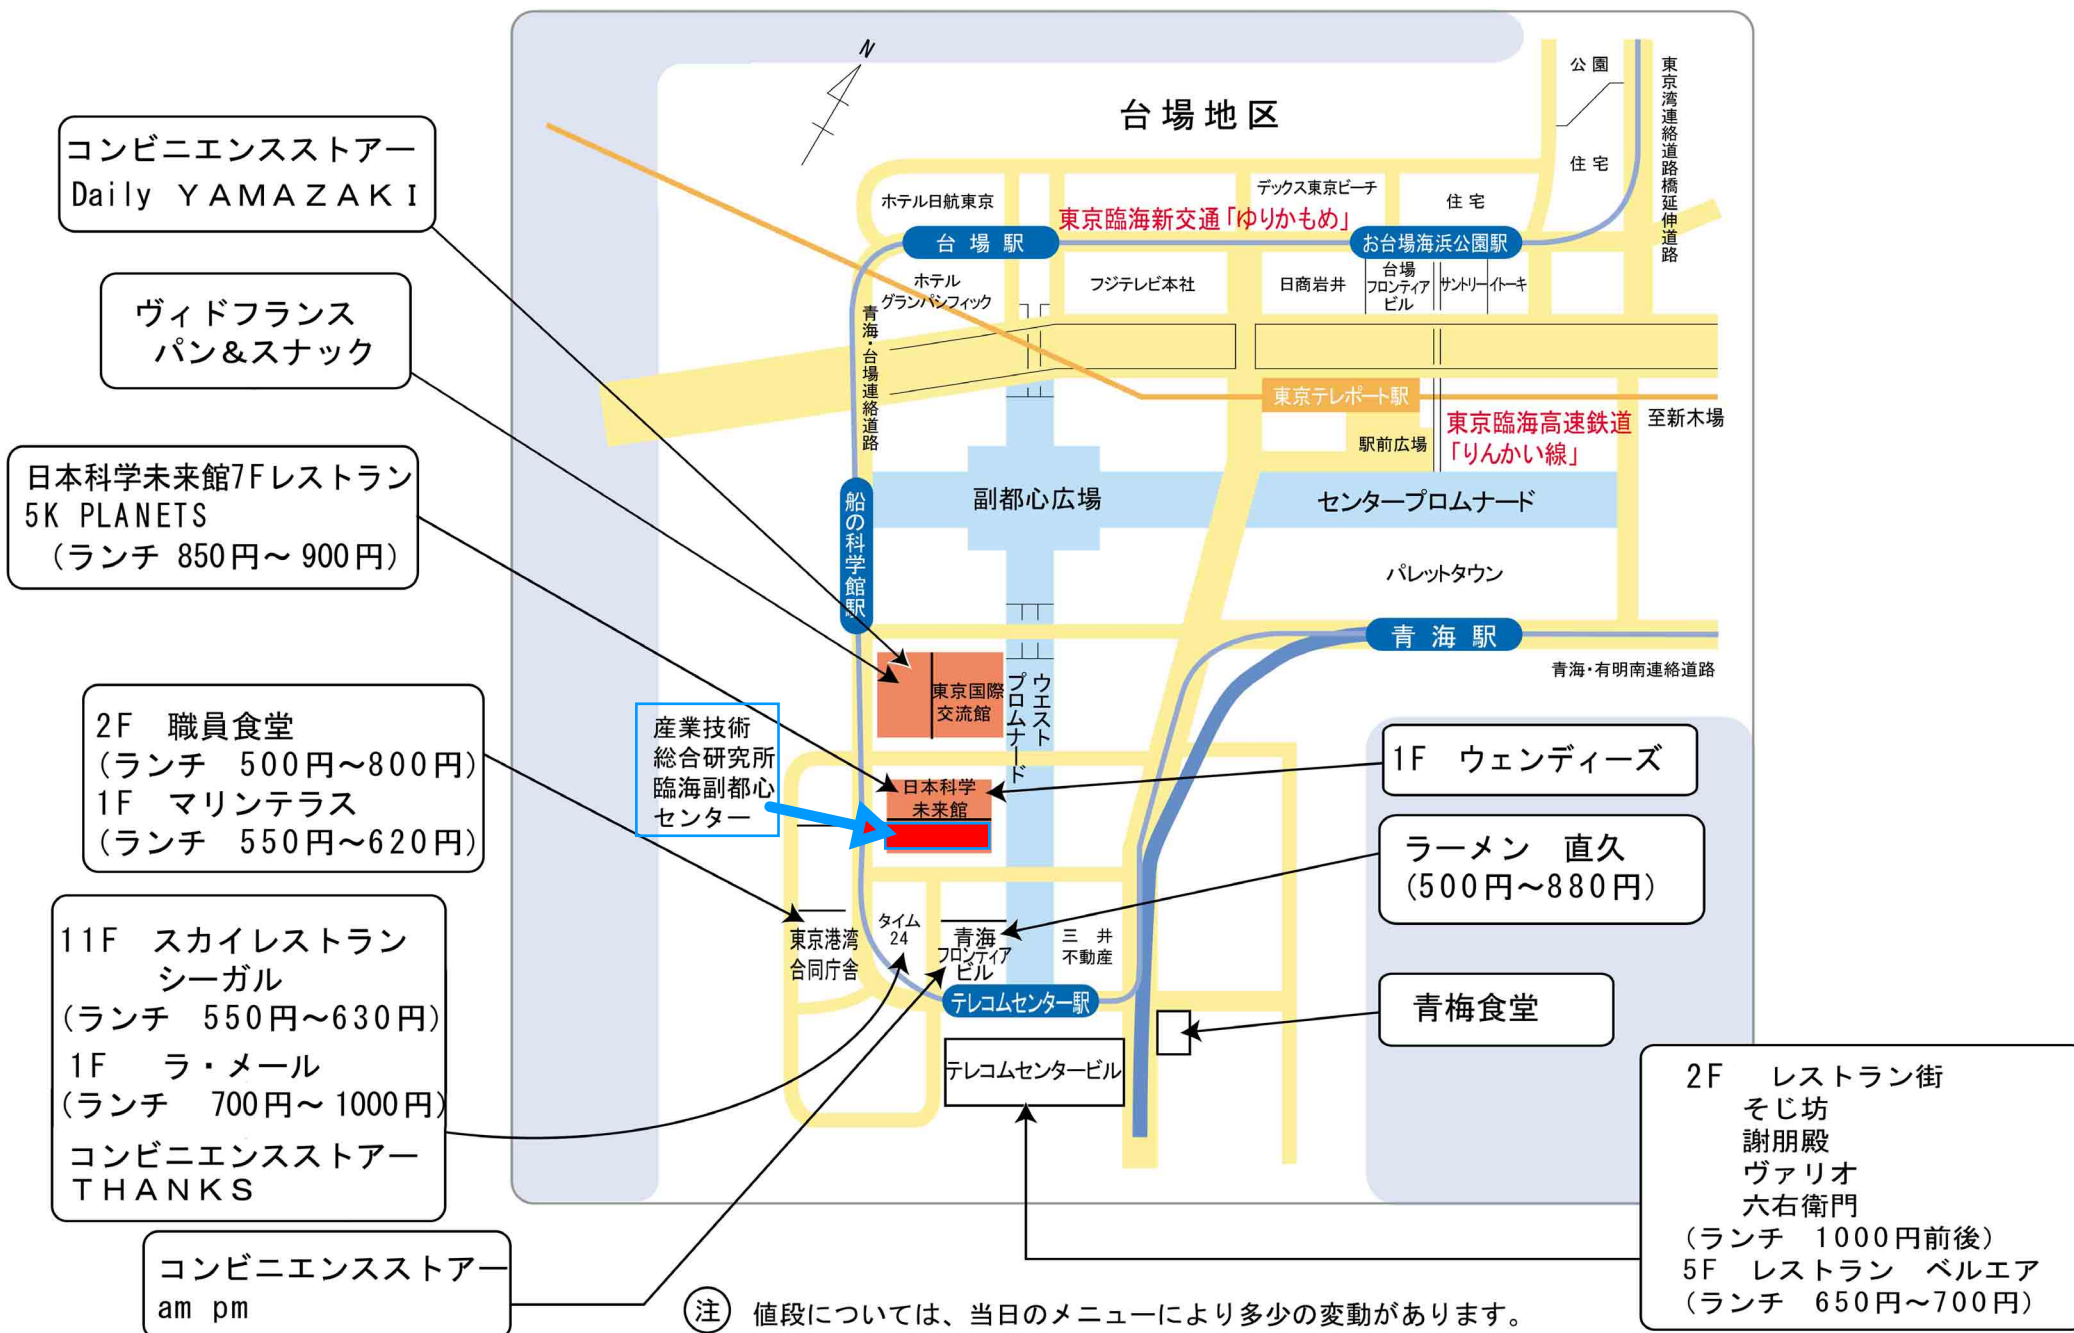 N
台場地区
公園
住宅
東京湾連絡道路橋延伸道路
ホテル日航東京
デックス東京ビーチ
住宅
東京臨海新交通「ゆりかもめ」
台場駅
お台場海浜公園駅
ホテル
グランパシフィック
フジテレビ本社
日商岩井
台場
フロンティア
ビル
サントリー
イトーキ
青海・台場連絡道路
東京テレポート駅
駅前広場
東京臨海高速鉄道
「りんかい線」
至新木場
船の科学館駅
副都心広場
センタープロムナード
パレットタウン
青海駅
青海・有明南連絡道路
東京国際
交流館
ウエスト
プロムナード
産業技術
総合研究所
臨海副都心
センター
日本科学
未来館
東京港湾
合同庁舎
タイム
24
青海
フロンティア
ビル
三井
不動産
テレコムセンター駅
テレコムセンタービル
コンビニエンスストアー
Daily YAMAZAKI
ヴィドフランス
パン&スナック
日本科学未来館7Fレストラン
5K PLANETS
(ランチ 850円〜900円)
2F 職員食堂
(ランチ 500円〜800円)
1F マリンテラス
(ランチ 550円〜620円)
11F スカイレストラン
シーガル
(ランチ 550円〜630円)
1F ラ・メール
(ランチ 700円〜1000円)
コンビニエンスストアー
THANKS
コンビニエンスストアー
am pm
1F ウェンディーズ
ラーメン 直久
(500円〜880円)
青梅食堂
2F レストラン街
そじ坊
謝朋殿
ヴァリオ
六右衛門
(ランチ 1000円前後)
5F レストラン ベルエア
(ランチ 650円〜700円)
注 値段については、当日のメニューにより多少の変動があります。